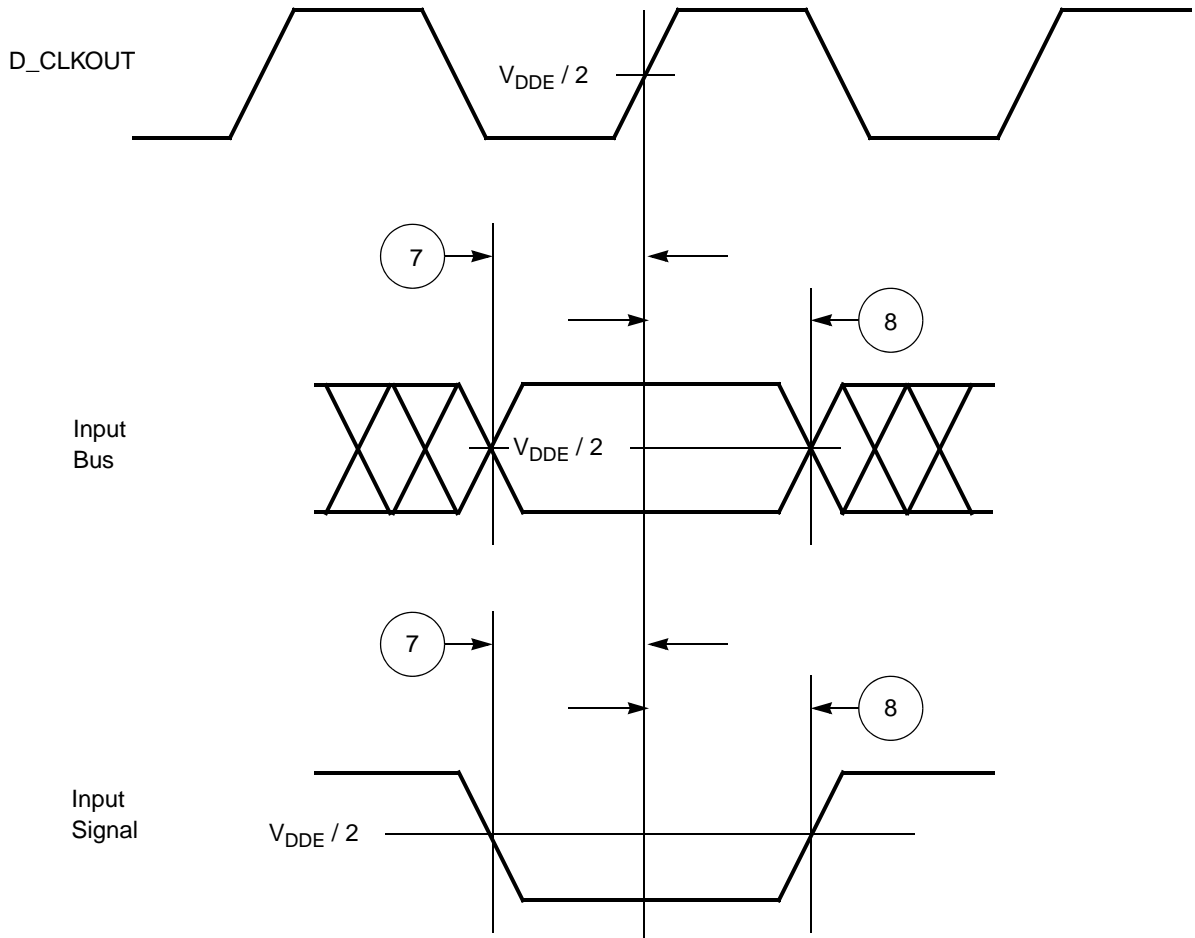 D_CLKOUT
VDDE / 2
7
8
Input
Bus
VDDE / 2
7
8
Input
Signal
VDDE / 2